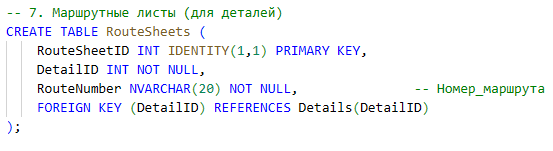 -- 7. Маршрутные листы (для деталей)
CREATE TABLE RouteSheets (
    RouteSheetID INT IDENTITY(1,1) PRIMARY KEY,
    DetailID INT NOT NULL,
    RouteNumber NVARCHAR(20) NOT NULL,               -- Номер_маршрута
    FOREIGN KEY (DetailID) REFERENCES Details(DetailID)
);